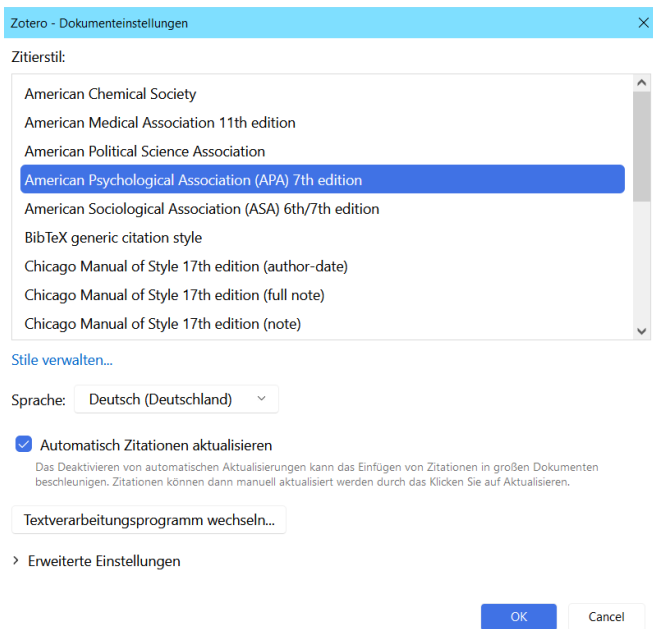 Zotero - Dokumenteinstellungen
Zitierstil:
American Chemical Society
American Medical Association 11th edition
American Political Science Association
American Psychological Association (APA) 7th edition
American Sociological Association (ASA) 6th/7th edition
BibTeX generic citation style
Chicago Manual of Style 17th edition (author-date)
Chicago Manual of Style 17th edition (full note)
Chicago Manual of Style 17th edition (note)
Stile verwalten...
Sprache: Deutsch (Deutschland)
Automatisch Zitationen aktualisieren
Das Deaktivieren von automatischen Aktualisierungen kann das Einfügen von Zitationen in großen Dokumenten
beschleunigen. Zitationen können dann manuell aktualisiert werden durch das Klicken Sie auf Aktualisieren.
Textverarbeitungsprogramm wechseln...
Erweiterte Einstellungen
OK Cancel